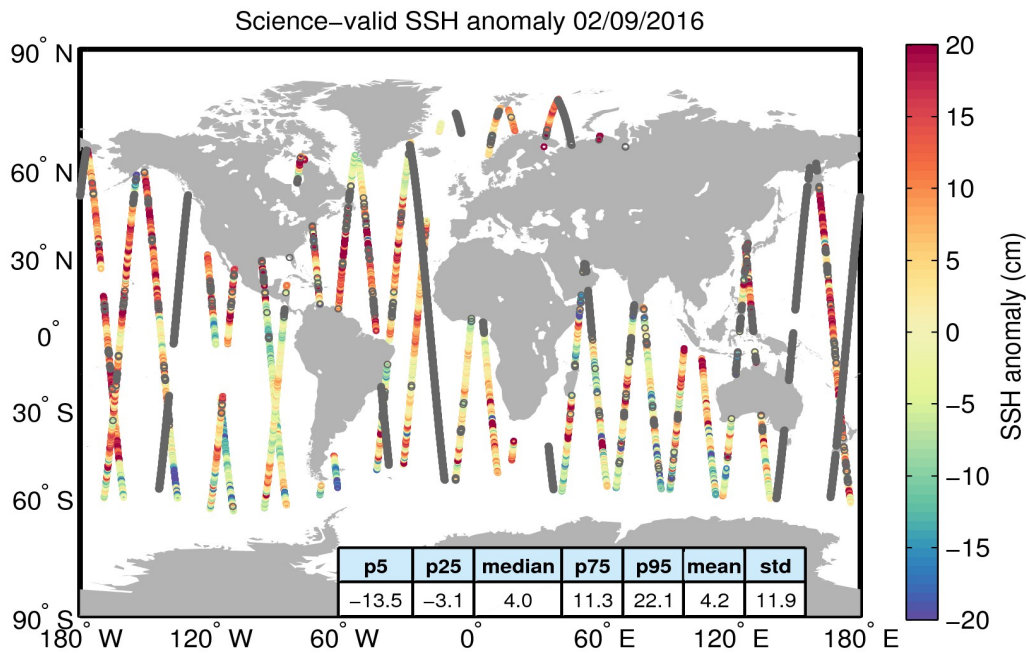 Science−valid SSH anomaly 02/09/2016
90° N
60° N
30° N
0°
30° S
60° S
90° S
180° W
120° W
60° W
0°
60° E
120° E
180° E
p5 p25 median p75 p95 mean std
−13.5 −3.1 4.0 11.3 22.1 4.2 11.9
20
15
10
5
0
−5
−10
−15
−20
SSH anomaly (cm)